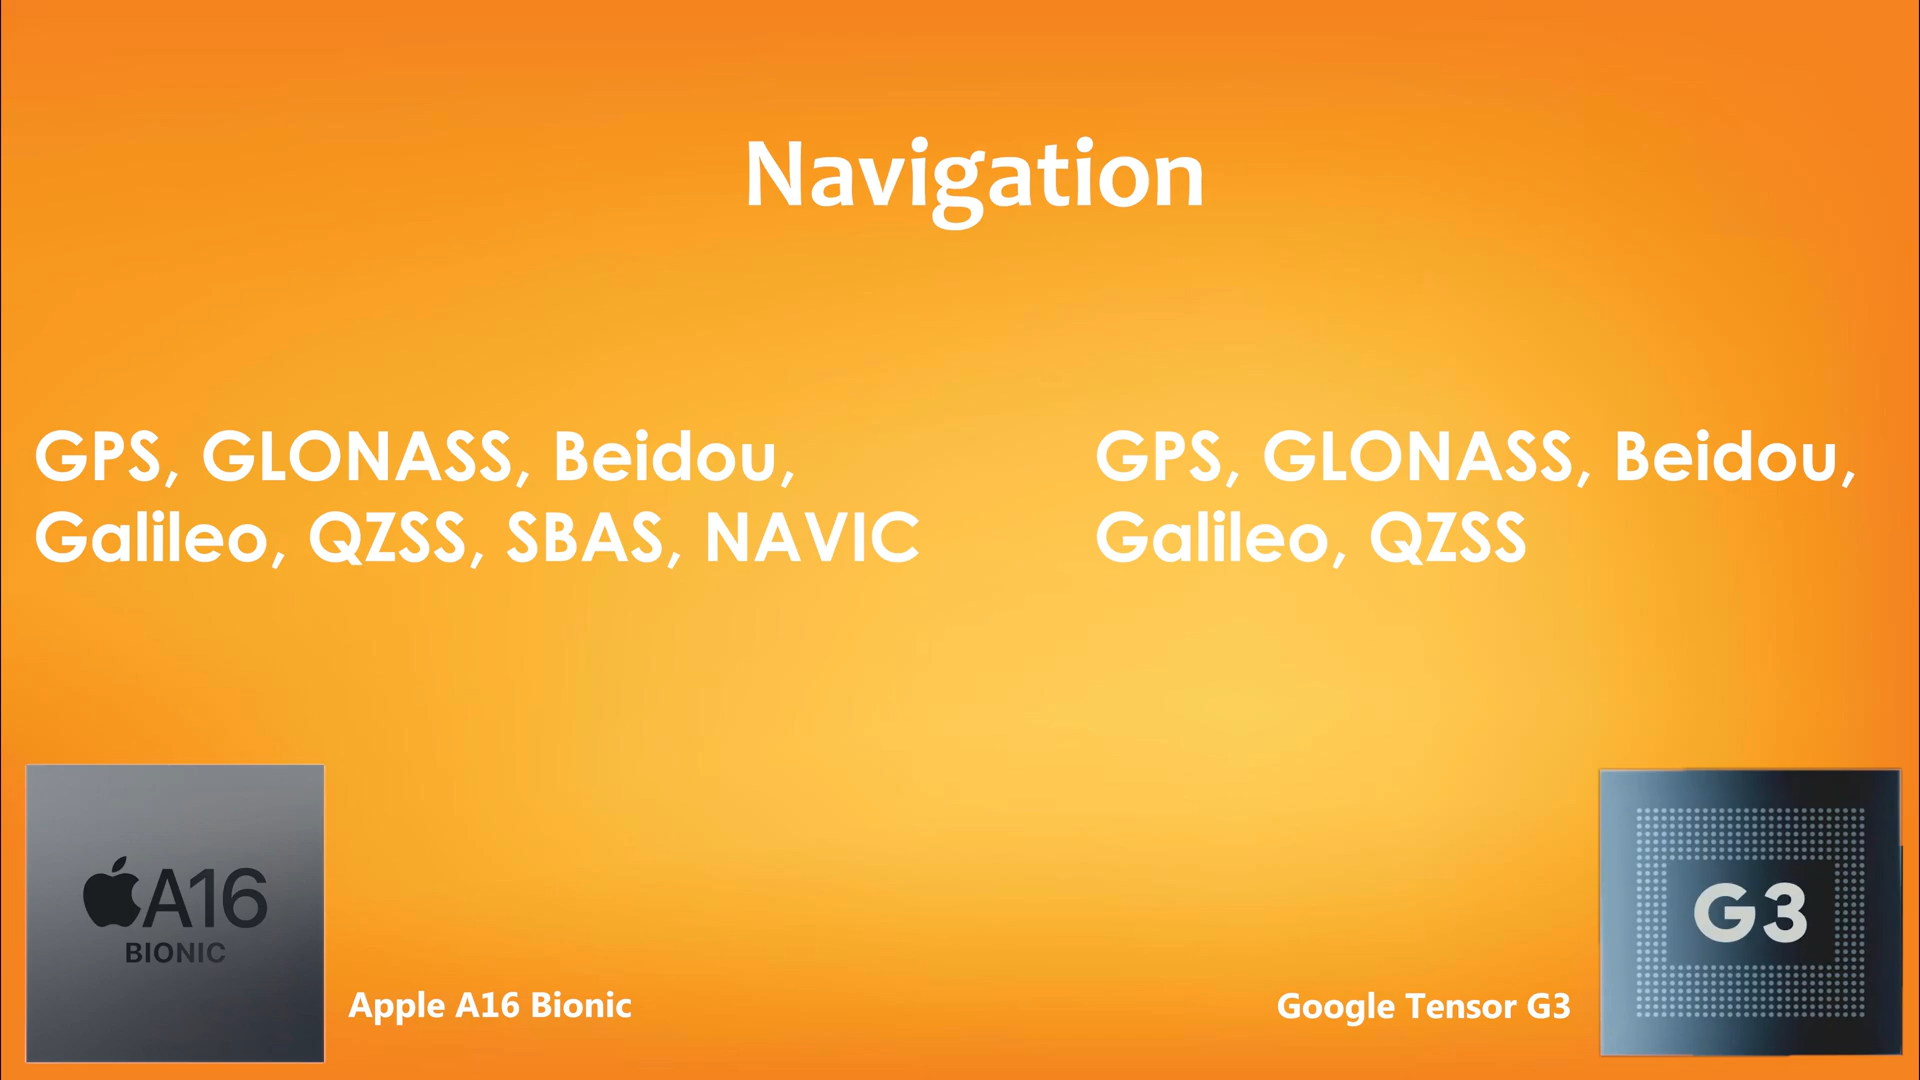 Navigation
GPS, GLONASS, Beidou,
Galileo, QZSS, SBAS, NAVIC
GPS, GLONASS, Beidou,
Galileo, QZSS
A16
BIONIC
Apple A16 Bionic
Google Tensor G3
G3